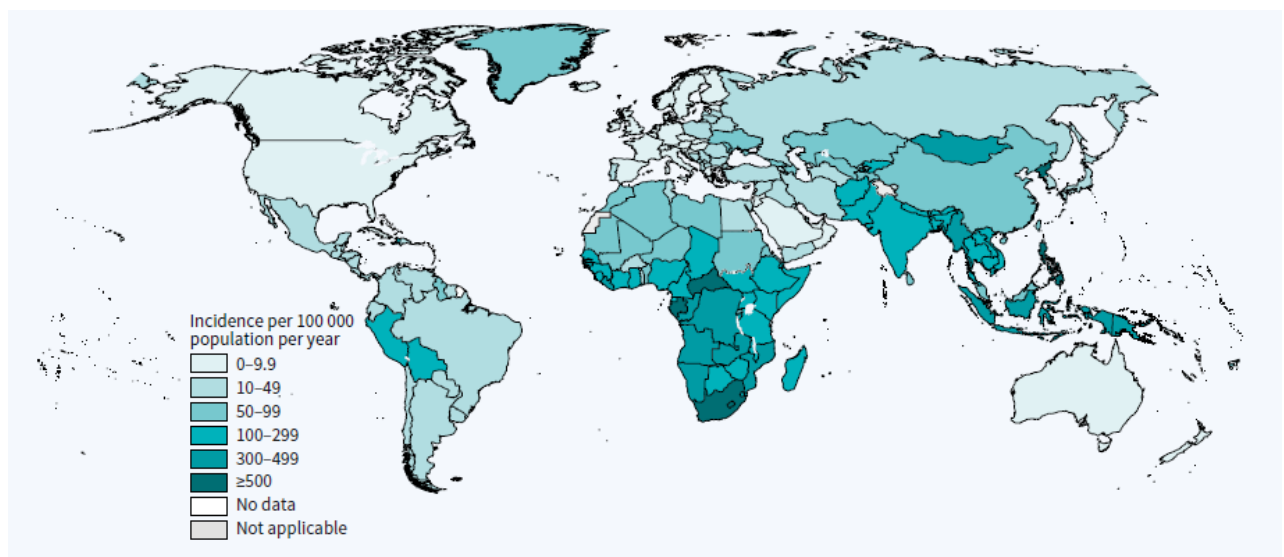 Incidence per 100 000
population per year
0–9.9
10–49
50–99
100–299
300–499
≥500
No data
Not applicable